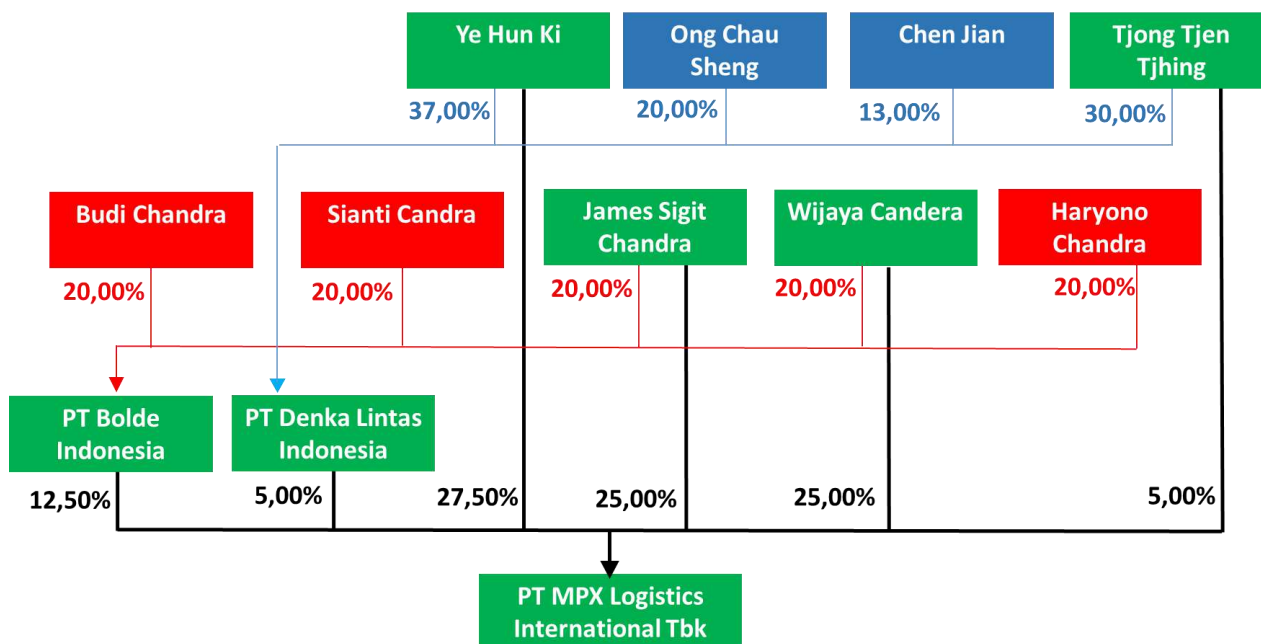 Ye Hun Ki
Ong Chau
Sheng
Chen Jian
Tjong Tjen
Tjhing
37,00%
20,00%
13,00%
30,00%
Budi Chandra
Sianti Candra
James Sigit
Chandra
Wijaya Candera
Haryono
Chandra
20,00%
20,00%
20,00%
20,00%
20,00%
PT Bolde
Indonesia
PT Denka Lintas
Indonesia
12,50%
5,00%
27,50%
25,00%
25,00%
5,00%
PT MPX Logistics
International Tbk